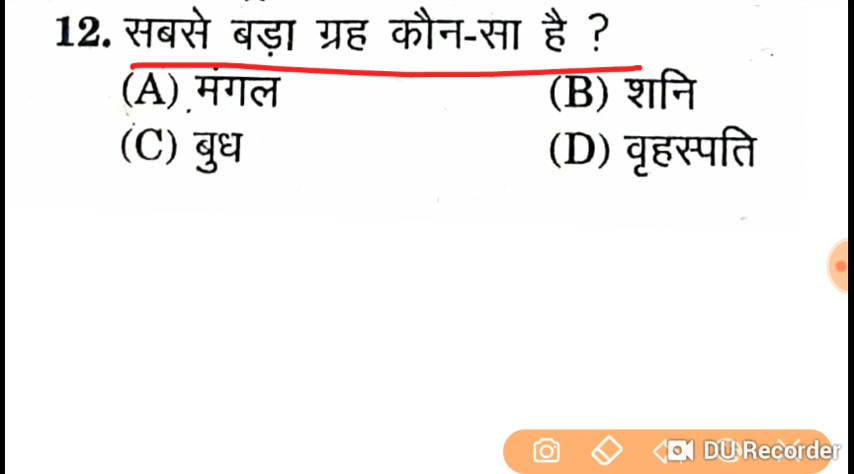 12. सबसे बड़ा ग्रह कौन-सा है ?
(A) मंगल (B) शनि
(C) बुध (D) वृहस्पति
DU Recorder